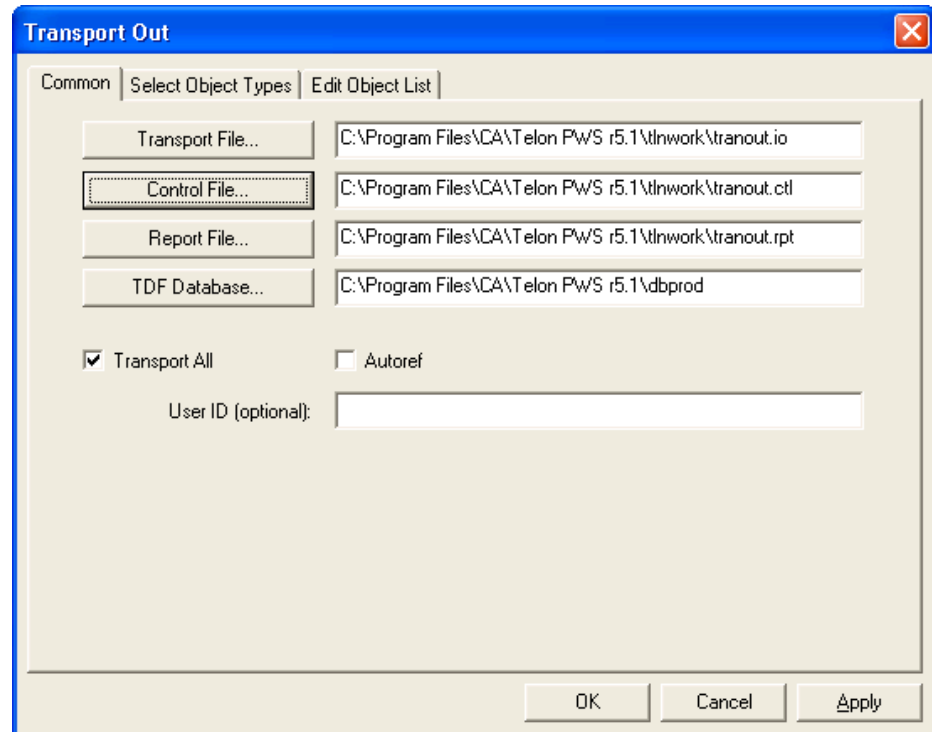 Transport Out
Common Select Object Types Edit Object List
Transport File... C:\Program Files\CA\Telon PWS r5.1\tlnwork\tranout.io
Control File... C:\Program Files\CA\Telon PWS r5.1\tlnwork\tranout.ctl
Report File... C:\Program Files\CA\Telon PWS r5.1\tlnwork\tranout.rpt
TDF Database... C:\Program Files\CA\Telon PWS r5.1\dbprod
Transport All Autoref
User ID (optional):
OK Cancel Apply